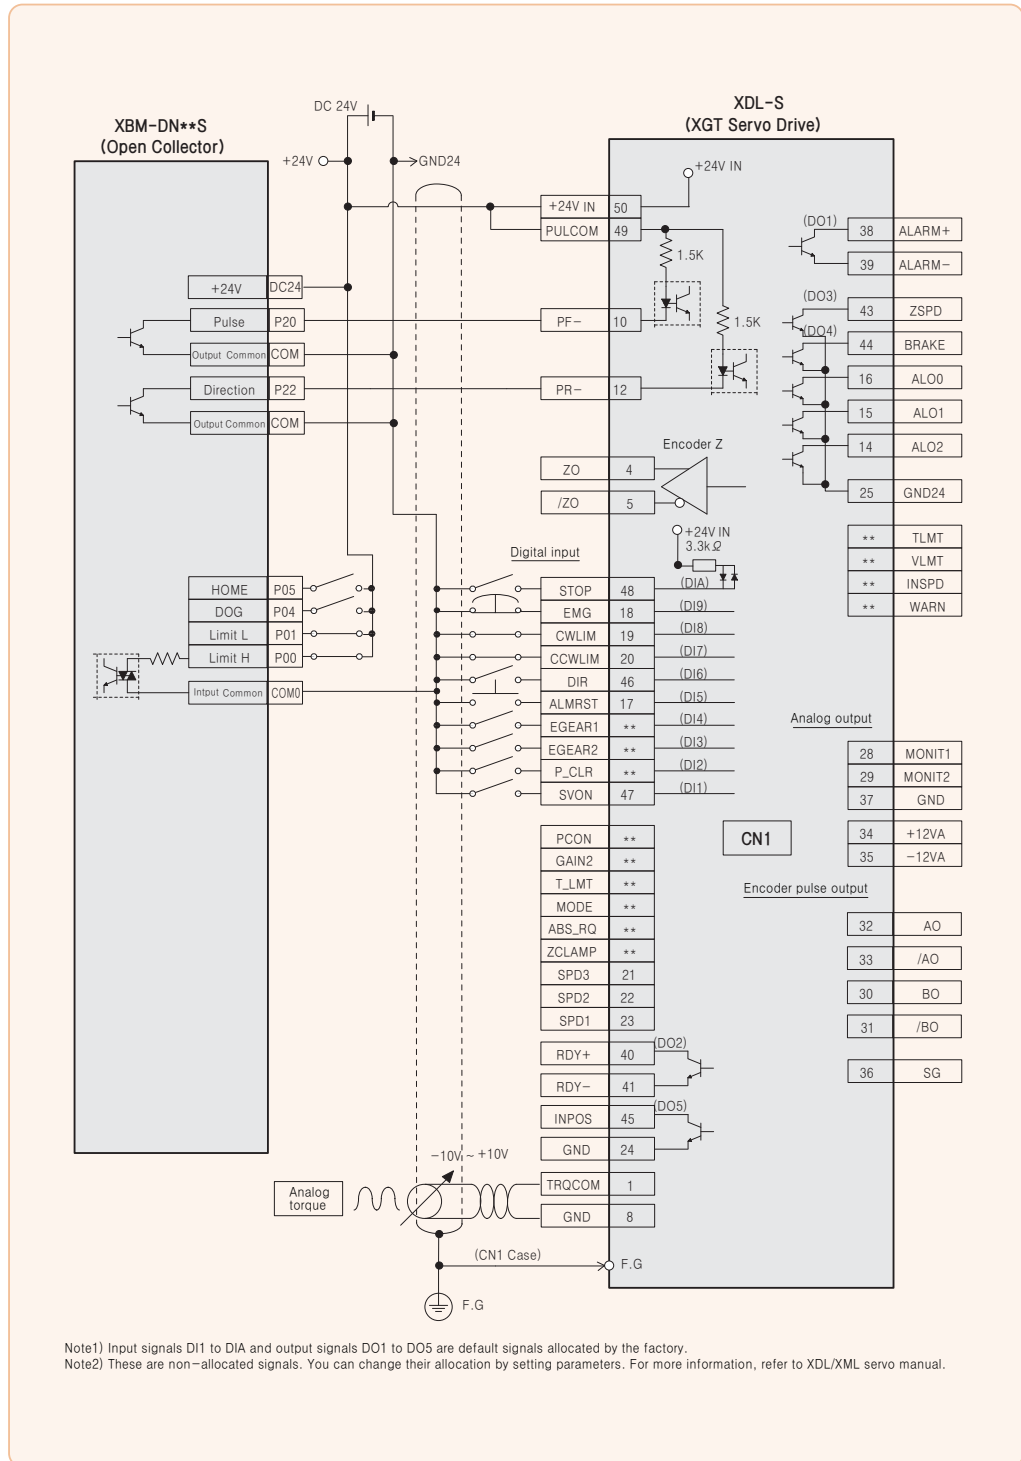 XBM-DN**S
(Open Collector)
DC 24V
+24V
GND24
XDL-S
(XGT Servo Drive)
+24V IN
+24V IN 50
PULCOM 49
1.5K
1.5K
(DO1)
38 ALARM+
39 ALARM-
(DO3)
43 ZSPD
(DO4)
44 BRAKE
16 ALO0
15 ALO1
14 ALO2
25 GND24
+24V DC24
Pulse P20
Output Common COM
Direction P22
Output Common COM
PF- 10
PR- 12
Encoder Z
ZO 4
/ZO 5
+24V IN
3.3kΩ
** TLMT
** VLMT
** INSPD
** WARN
HOME P05
DOG P04
Limit L P01
Limit H P00
Intput Common COM0
Digital input
STOP 48 (DIA)
EMG 18 (DI9)
CWLIM 19 (DI8)
CCWLIM 20 (DI7)
DIR 46 (DI6)
ALMRST 17 (DI5)
EGEAR1 ** (DI4)
EGEAR2 ** (DI3)
P_CLR ** (DI2)
SVON 47 (DI1)
Analog output
28 MONIT1
29 MONIT2
37 GND
34 +12VA
35 -12VA
CN1
PCON **
GAIN2 **
T_LMT **
MODE **
ABS_RQ **
ZCLAMP **
SPD3 21
SPD2 22
SPD1 23
Encoder pulse output
32 AO
33 /AO
30 BO
31 /BO
36 SG
RDY+ 40 (DO2)
RDY- 41
INPOS 45 (DO5)
GND 24
-10V ~ +10V
Analog
torque
TRQCOM 1
GND 8
(CN1 Case)
F.G
F.G
Note1) Input signals DI1 to DIA and output signals DO1 to DO5 are default signals allocated by the factory.
Note2) These are non-allocated signals. You can change their allocation by setting parameters. For more information, refer to XDL/XML servo manual.